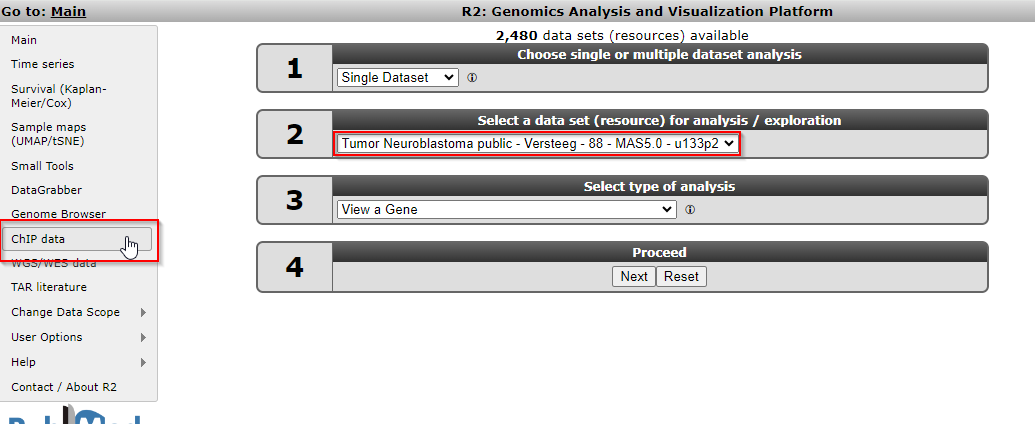 Go to: Main
R2: Genomics Analysis and Visualization Platform
Main
Time series
Survival (Kaplan-
Meier/Cox)
Sample maps
(UMAP/tSNE)
Small Tools
DataGrabber
Genome Browser
ChIP data
WGS/WES data
TAR literature
Change Data Scope
User Options
Help
Contact / About R2
2,480 data sets (resources) available
1
Choose single or multiple dataset analysis
Single Dataset
2
Select a data set (resource) for analysis / exploration
Tumor Neuroblastoma public - Versteeg - 88 - MAS5.0 - u133p2
3
Select type of analysis
View a Gene
4
Proceed
Next Reset